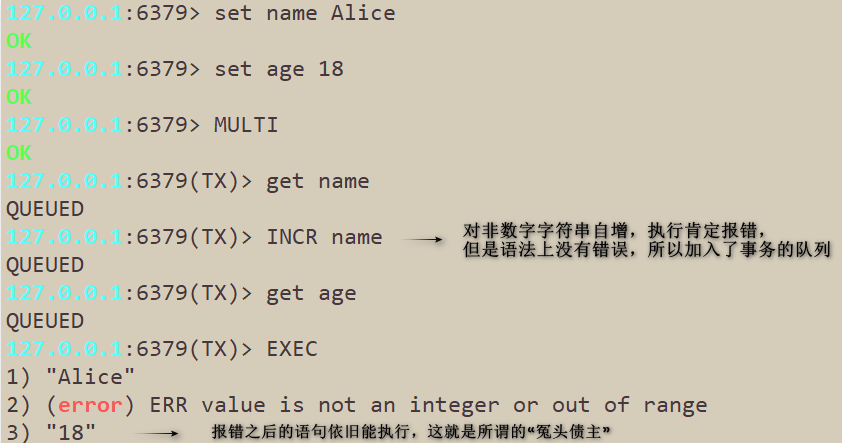 127.0.0.1:6379> set name Alice
OK
127.0.0.1:6379> set age 18
OK
127.0.0.1:6379> MULTI
OK
127.0.0.1:6379(TX)> get name
QUEUED
127.0.0.1:6379(TX)> INCR name
对非数字字符串自增，执行肯定报错，
但是语法上没有错误，所以加入了事务的队列
QUEUED
127.0.0.1:6379(TX)> get age
QUEUED
127.0.0.1:6379(TX)> EXEC
1) "Alice"
2) (error) ERR value is not an integer or out of range
3) "18"
报错之后的语句依旧能执行，这就是所谓的“冤头债主”